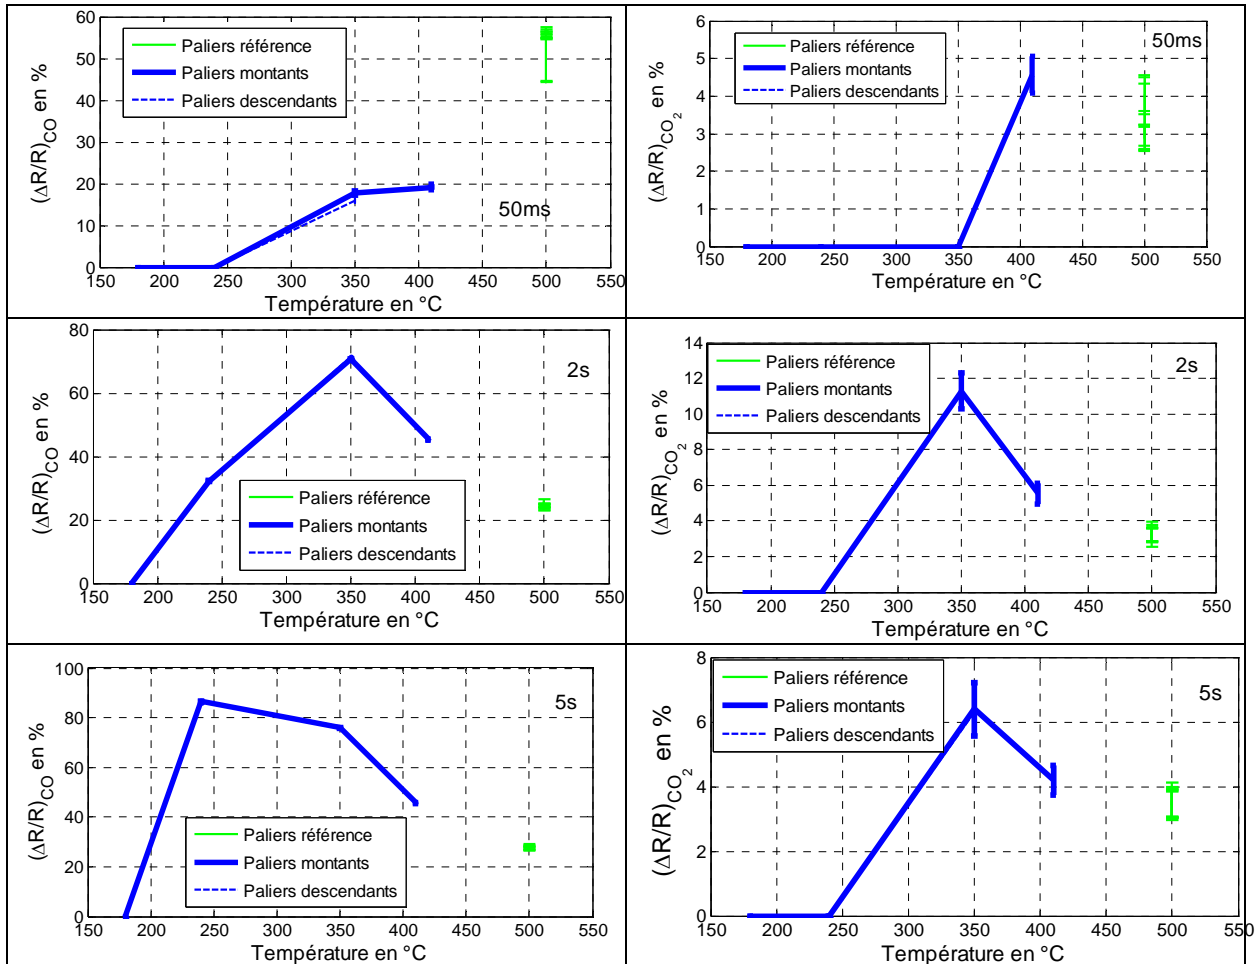 60
50
40
30
20
10
0
(ΔR/R)CO en %
Paliers référence
Paliers montants
Paliers descendants
50ms
150 200 250 300 350 400 450 500 550
Température en °C
6
5
4
3
2
1
0
(ΔR/R)CO2 en %
50ms
Paliers référence
Paliers montants
Paliers descendants
150 200 250 300 350 400 450 500 550
Température en °C
80
60
40
20
0
(ΔR/R)CO en %
2s
Paliers référence
Paliers montants
Paliers descendants
150 200 250 300 350 400 450 500 550
Température en °C
14
12
10
8
6
4
2
0
(ΔR/R)CO2 en %
2s
Paliers référence
Paliers montants
Paliers descendants
150 200 250 300 350 400 450 500 550
Température en °C
100
80
60
40
20
0
(ΔR/R)CO en %
5s
Paliers référence
Paliers montants
Paliers descendants
150 200 250 300 350 400 450 500 550
Température en °C
8
6
4
2
0
(ΔR/R)CO2 en %
5s
Paliers référence
Paliers montants
Paliers descendants
150 200 250 300 350 400 450 500 550
Température en °C